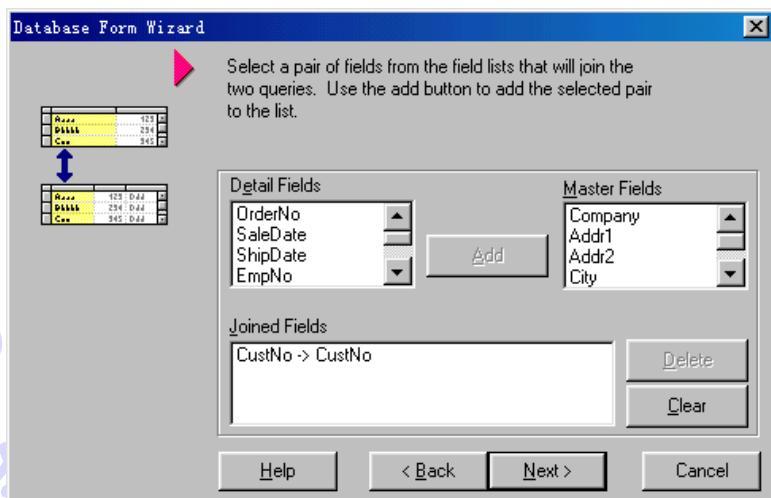 Database Form Wizard
Select a pair of fields from the field lists that will join the
two queries. Use the add button to add the selected pair
to the list.
Detail Fields
Master Fields
OrderNo
SaleDate
ShipDate
EmpNo
Add
Company
Addr1
Addr2
City
Joined Fields
CustNo -> CustNo
Delete
Clear
Help
< Back
Next >
Cancel